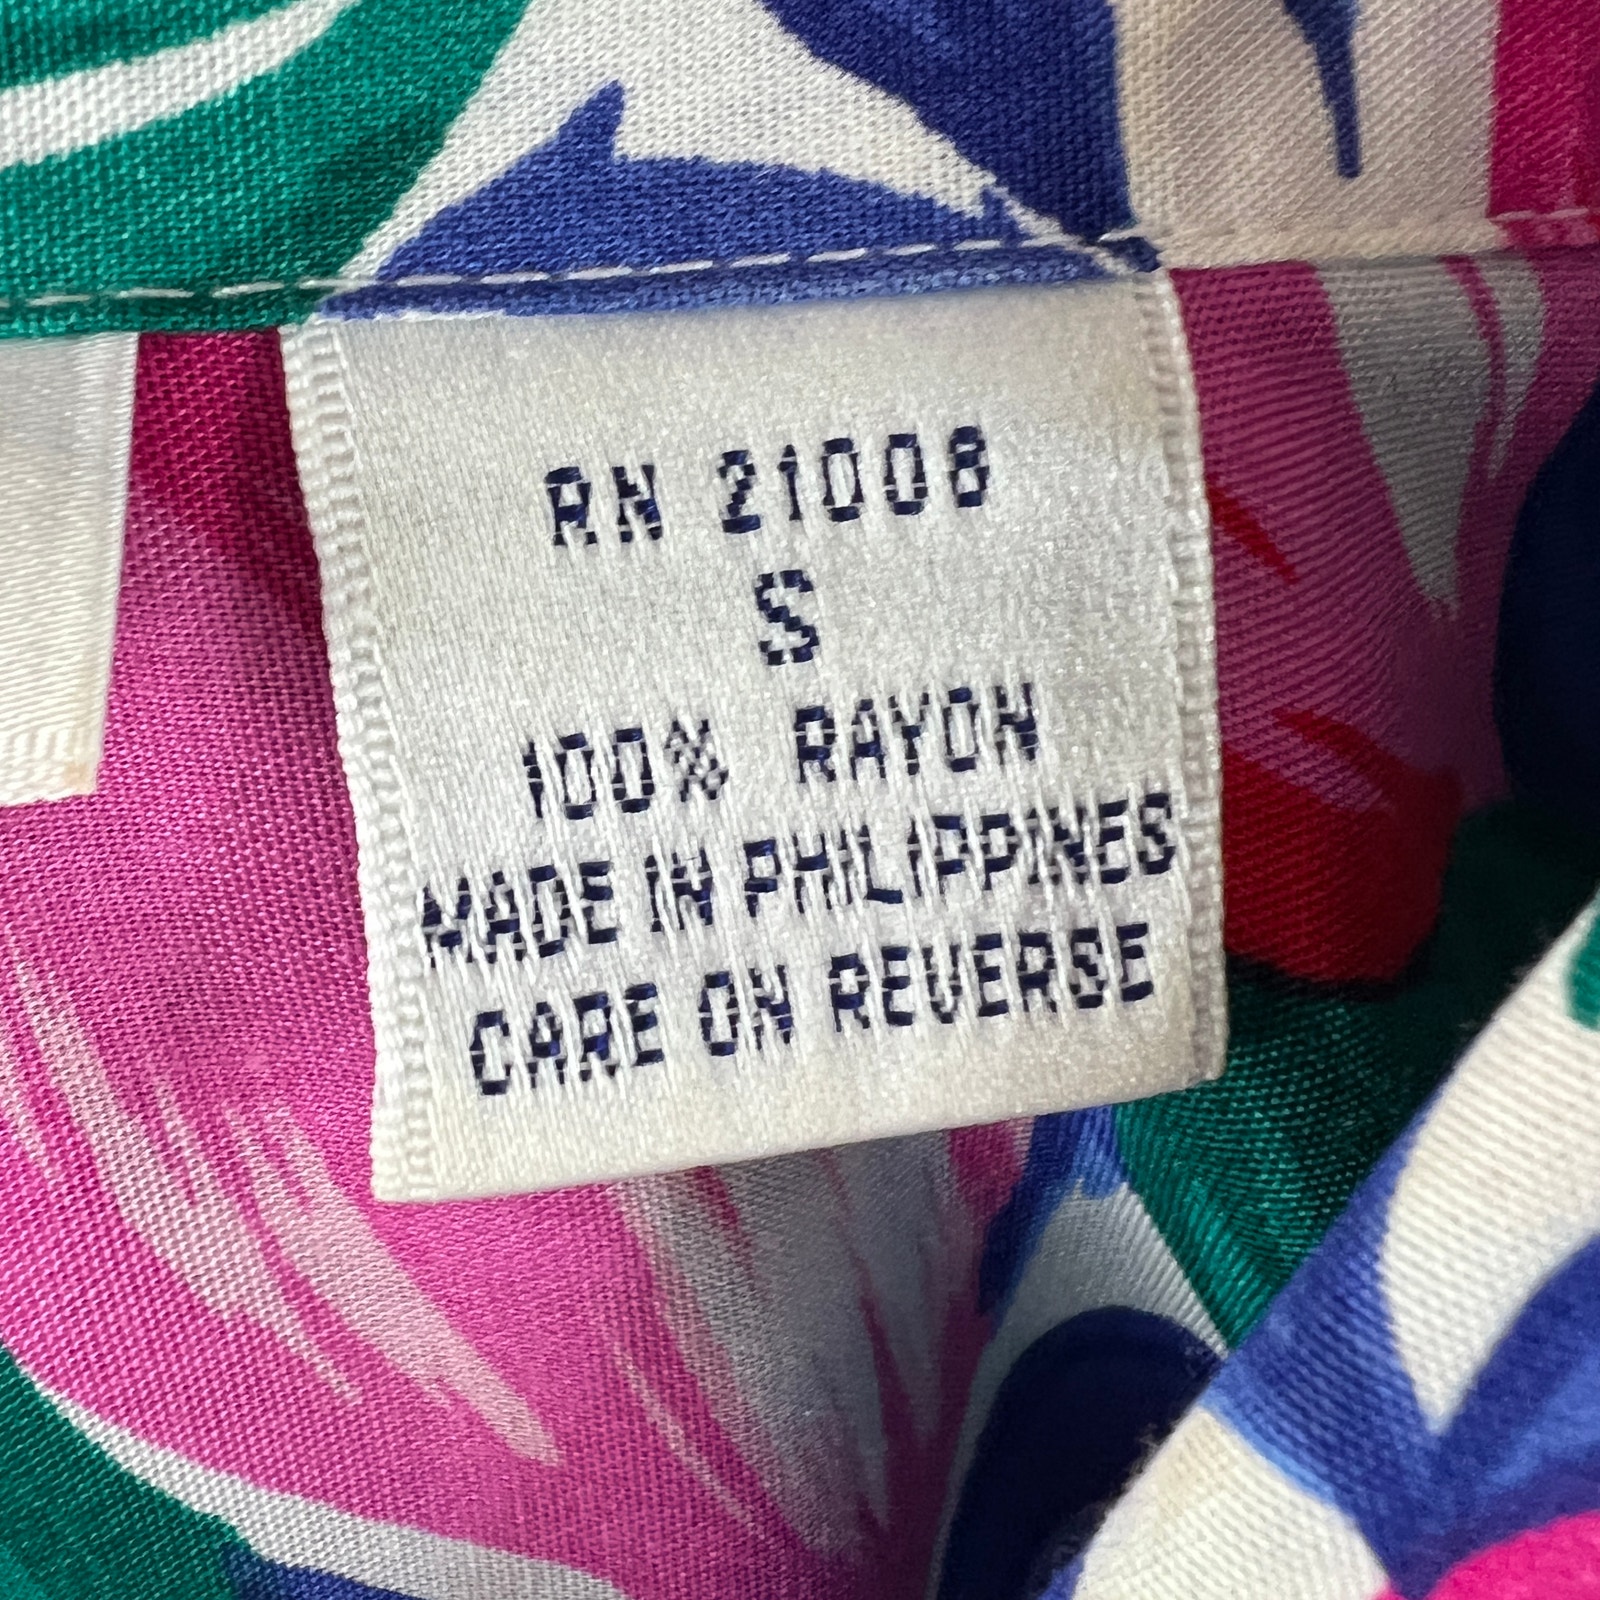 RN 21008
S
100% RAYON
MADE IN PHILIPPINES
CARE ON REVERSE